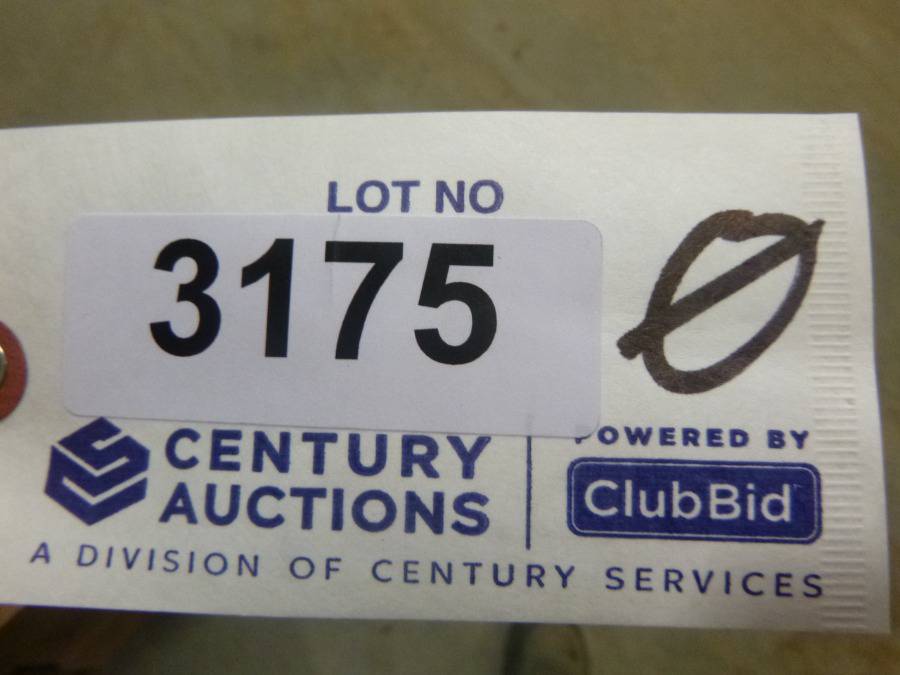 LOT NO
3175 Ø
CENTURY
AUCTIONS
POWERED BY
ClubBid
A DIVISION OF CENTURY SERVICES